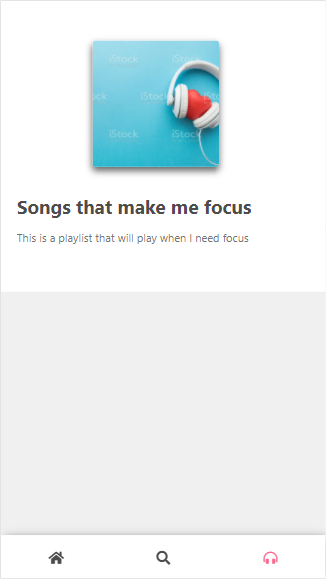 iStock
iStock
iStock
iStock
iStock
Songs that make me focus
This is a playlist that will play when I need focus